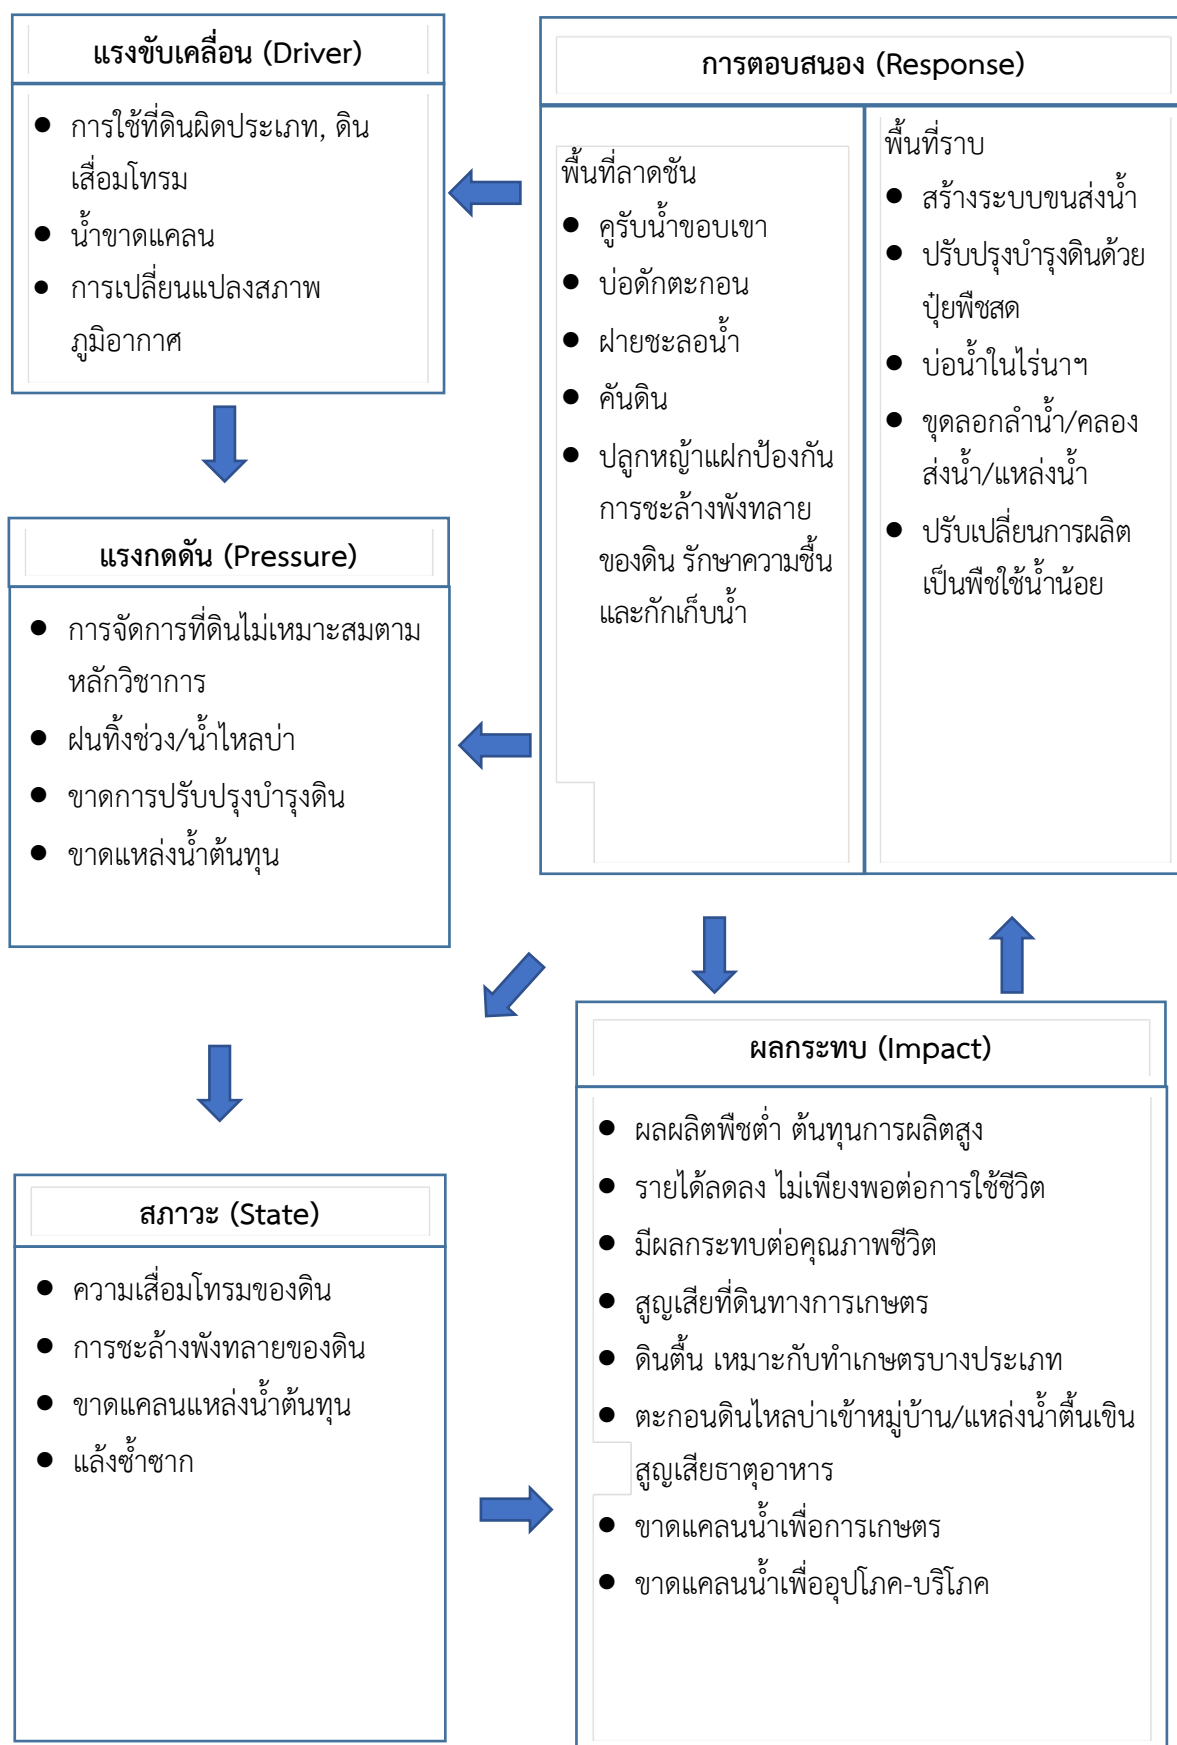 แรงขับเคลื่อน (Driver)
● การใช้ที่ดินผิดประเภท, ดิน
เสื่อมโทรม
● น้ำขาดแคลน
● การเปลี่ยนแปลงสภาพ
ภูมิอากาศ
การตอบสนอง (Response)
พื้นที่ลาดชัน
● คูรับน้ำขอบเขา
● บ่อดักตะกอน
● ฝายชะลอน้ำ
● คันดิน
● ปลูกหญ้าแฝกป้องกัน
การชะล้างพังทลาย
ของดิน รักษาความชื้น
และกักเก็บน้ำ
พื้นที่ราบ
● สร้างระบบขนส่งน้ำ
● ปรับปรุงบำรุงดินด้วย
ปุ๋ยพืชสด
● บ่อน้ำในไร่นาฯ
● ขุดลอกลำน้ำ/คลอง
ส่งน้ำ/แหล่งน้ำ
● ปรับเปลี่ยนการผลิต
เป็นพืชใช้น้ำน้อย
แรงกดดัน (Pressure)
● การจัดการที่ดินไม่เหมาะสมตาม
หลักวิชาการ
● ฝนทิ้งช่วง/น้ำไหลบ่า
● ขาดการปรับปรุงบำรุงดิน
● ขาดแหล่งน้ำต้นทุน
สภาวะ (State)
● ความเสื่อมโทรมของดิน
● การชะล้างพังทลายของดิน
● ขาดแคลนแหล่งน้ำต้นทุน
● แล้งซ้ำซาก
ผลกระทบ (Impact)
● ผลผลิตพืชต่ำ ต้นทุนการผลิตสูง
● รายได้ลดลง ไม่เพียงพอต่อการใช้ชีวิต
● มีผลกระทบต่อคุณภาพชีวิต
● สูญเสียที่ดินทางการเกษตร
● ดินตื้น เหมาะกับทำเกษตรบางประเภท
● ตะกอนดินไหลบ่าเข้าหมู่บ้าน/แหล่งน้ำตื้นเขิน
สูญเสียธาตุอาหาร
● ขาดแคลนน้ำเพื่อการเกษตร
● ขาดแคลนน้ำเพื่ออุปโภค-บริโภค